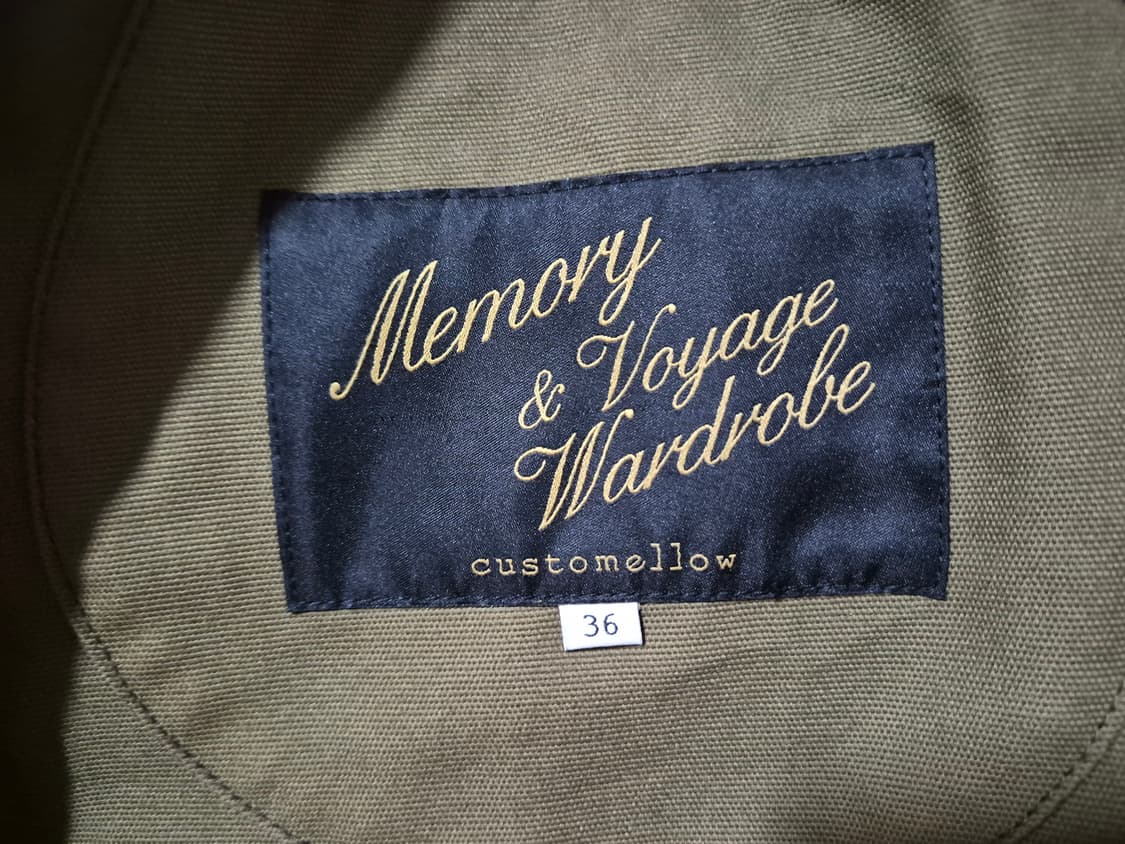 Memory
& Voyage
Wardrobe
customellow
36